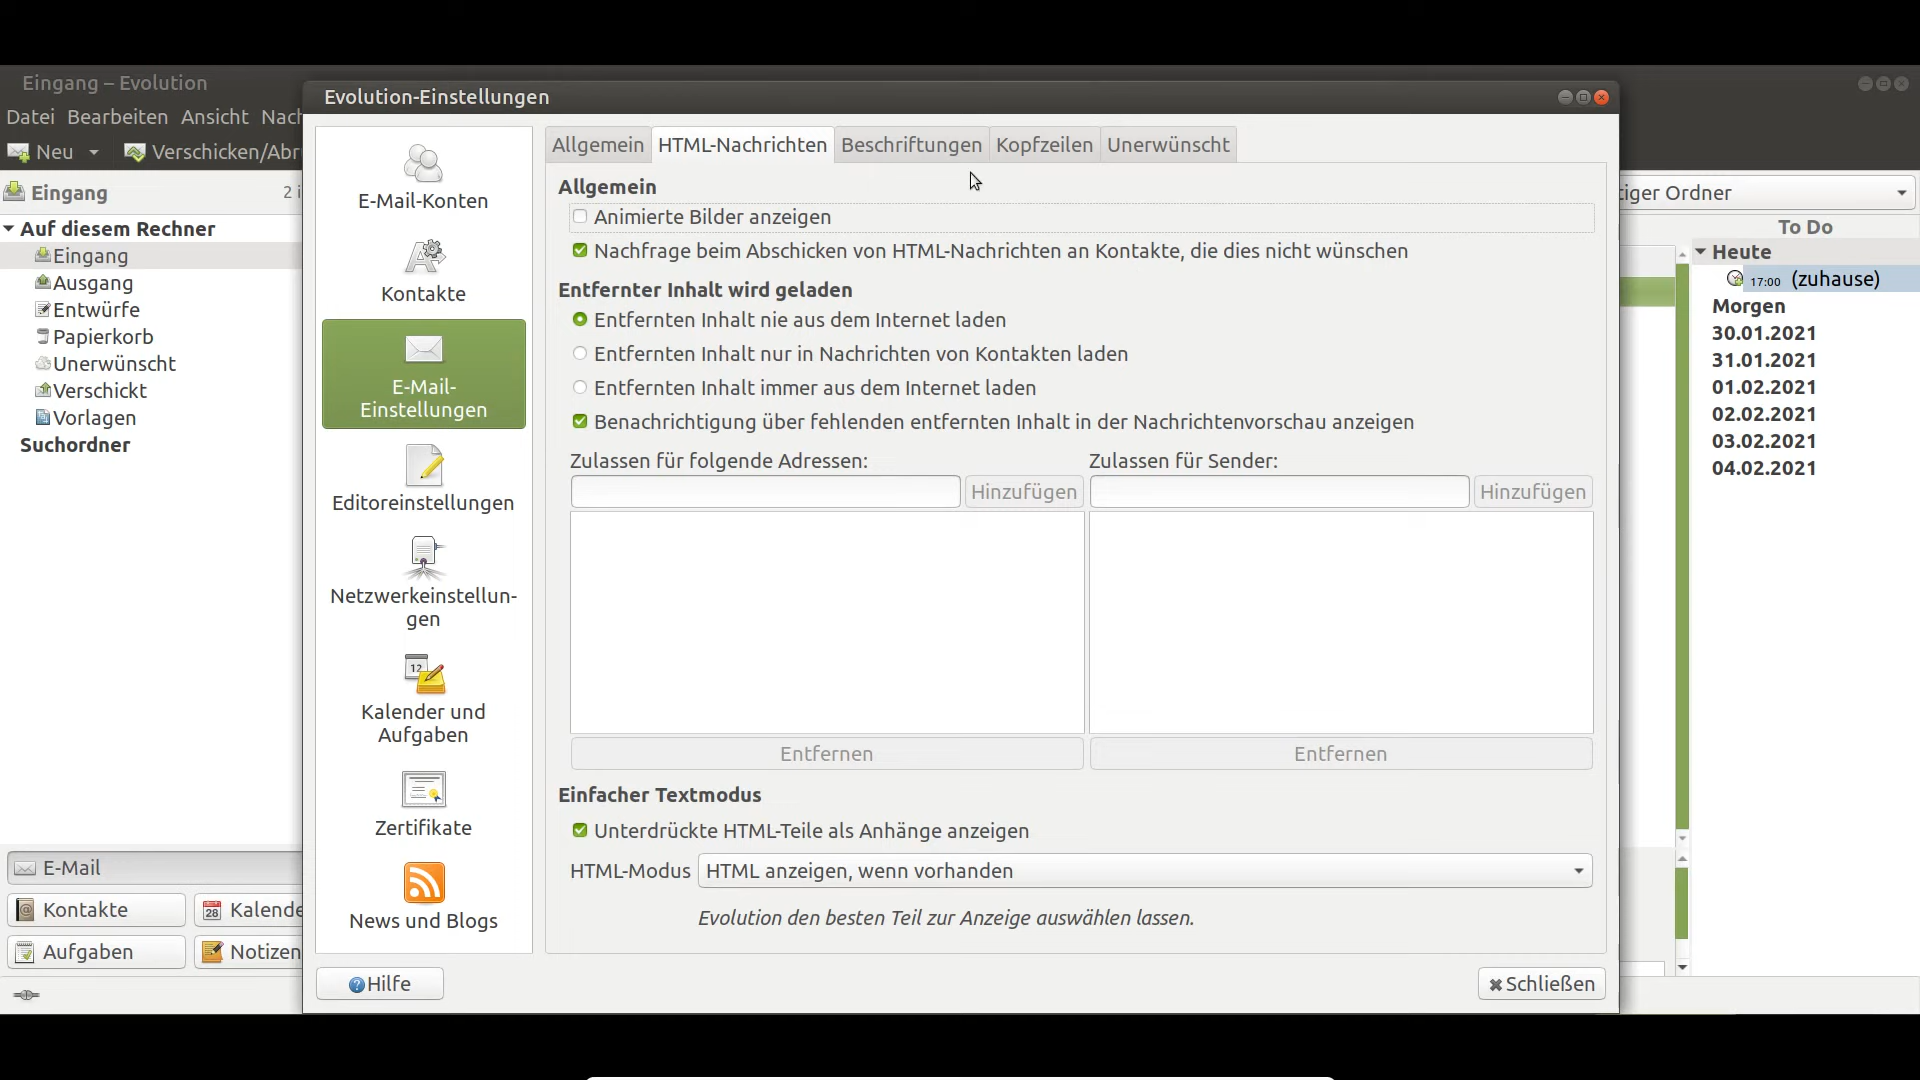 Eingang – Evolution
Datei Bearbeiten Ansicht
Neu Verschicken/
Eingang 2
Auf diesem Rechner
Eingang
Ausgang
Entwürfe
Papierkorb
Unerwünscht
Verschickt
Vorlagen
Suchordner
E-Mail
Kontakte
Aufgaben Notizen
Evolution-Einstellungen
E-Mail-Konten
Kontakte
E-Mail-
Einstellungen
Editoreinstellungen
Netzwerkeinstellun-
gen
12
Kalender und
Aufgaben
Zertifikate
News und Blogs
Allgemein HTML-Nachrichten Beschriftungen Kopfzeilen Unerwünscht
Allgemein
Animierte Bilder anzeigen
Nachfrage beim Abschicken von HTML-Nachrichten an Kontakte, die dies nicht wünschen
Entfernter Inhalt wird geladen
Entfernten Inhalt nie aus dem Internet laden
Entfernten Inhalt nur in Nachrichten von Kontakten laden
Entfernten Inhalt immer aus dem Internet laden
Benachrichtigung über fehlenden entfernten Inhalt in der Nachrichtenvorschau anzeigen
Zulassen für folgende Adressen: Zulassen für Sender:
Hinzufügen Hinzufügen
Entfernen Entfernen
Einfacher Textmodus
Unterdrückte HTML-Teile als Anhänge anzeigen
HTML-Modus HTML anzeigen, wenn vorhanden
Evolution den besten Teil zur Anzeige auswählen lassen.
Hilfe Schließen
tiger Ordner
To Do
Heute
17:00 (zuhause)
Morgen
30.01.2021
31.01.2021
01.02.2021
02.02.2021
03.02.2021
04.02.2021